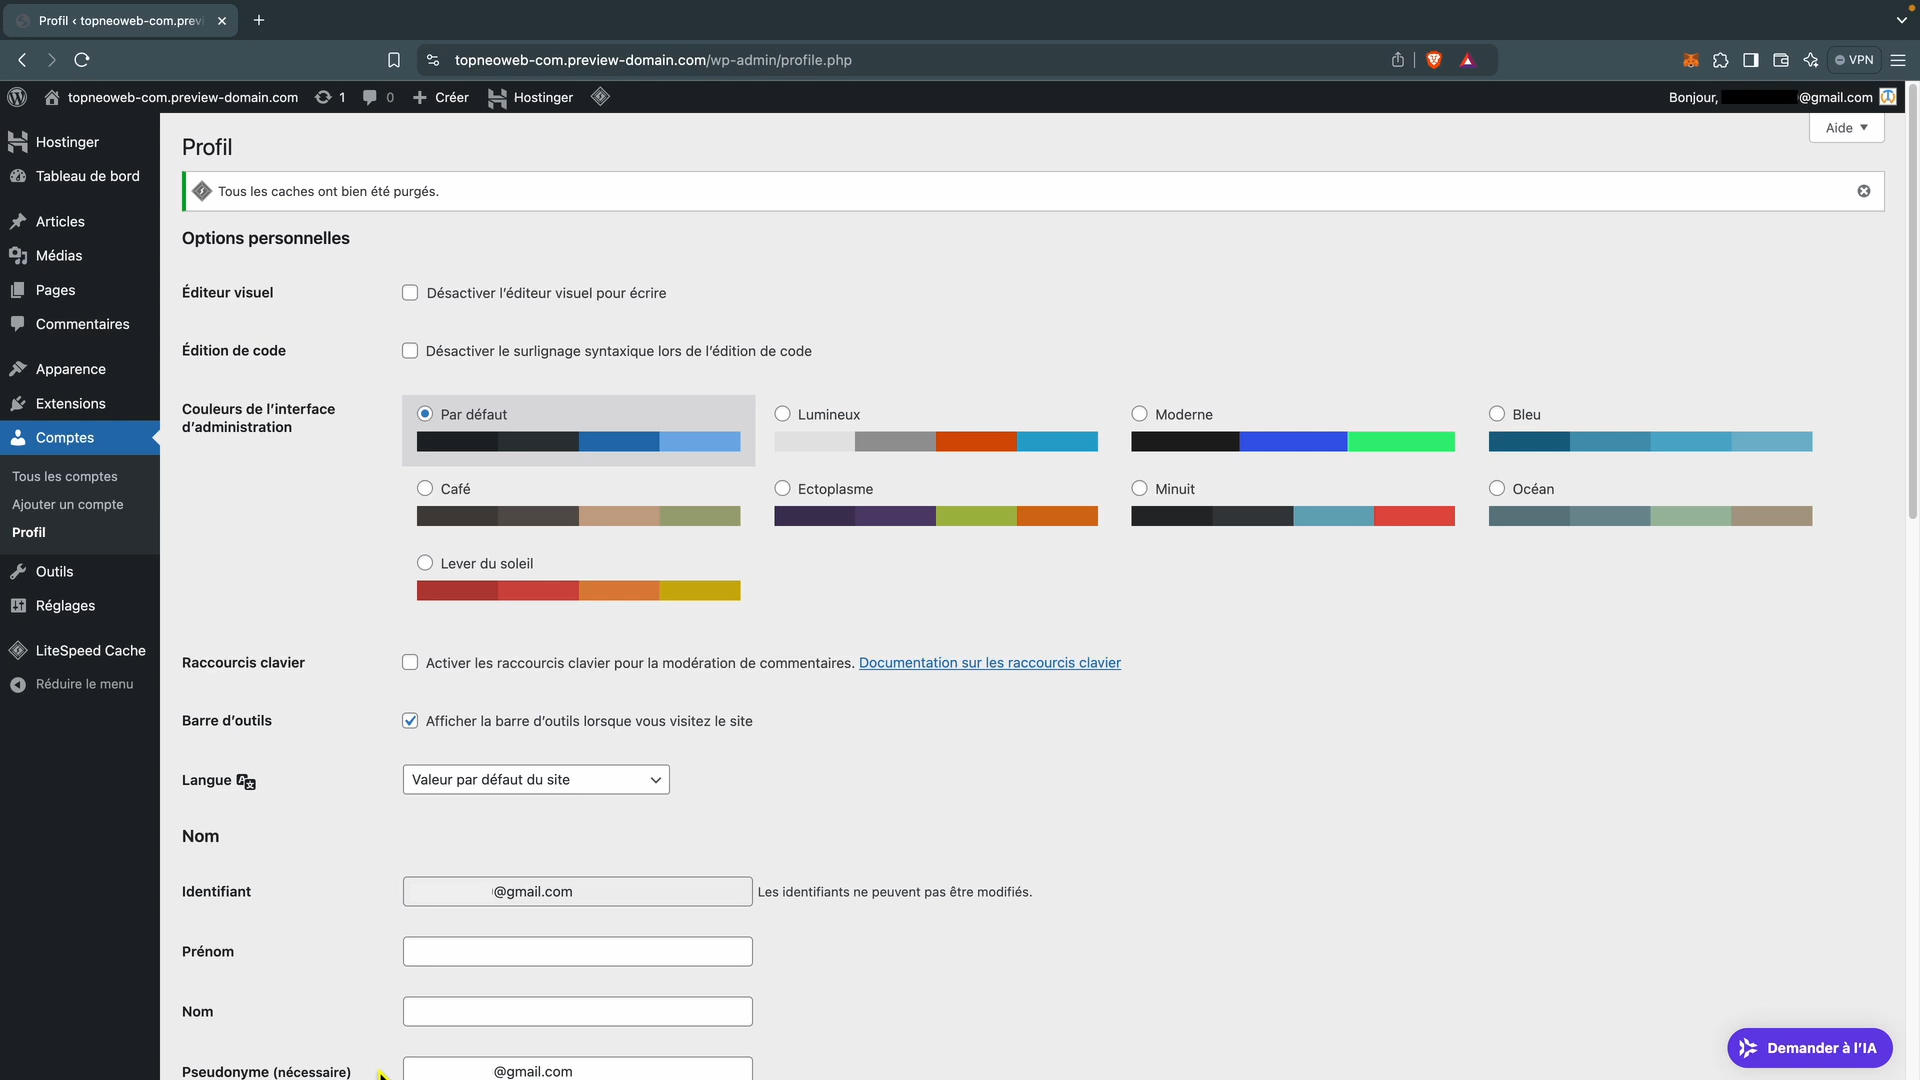 Profil ‹ topneoweb-com.previ
topneoweb-com.preview-domain.com/wp-admin/profile.php
VPN
topneoweb-com.preview-domain.com
1
0
Créer
Hostinger
Bonjour,
@gmail.com
Aide
Hostinger
Tableau de bord
Articles
Médias
Pages
Commentaires
Apparence
Extensions
Comptes
Tous les comptes
Ajouter un compte
Profil
Outils
Réglages
LiteSpeed Cache
Réduire le menu
Profil
Tous les caches ont bien été purgés.
Options personnelles
Éditeur visuel
Désactiver l’éditeur visuel pour écrire
Édition de code
Désactiver le surlignage syntaxique lors de l’édition de code
Couleurs de l’interface
d’administration
Par défaut
Lumineux
Moderne
Bleu
Café
Ectoplasme
Minuit
Océan
Lever du soleil
Raccourcis clavier
Activer les raccourcis clavier pour la modération de commentaires. Documentation sur les raccourcis clavier
Barre d’outils
Afficher la barre d’outils lorsque vous visitez le site
Langue
Valeur par défaut du site
Nom
Identifiant
@gmail.com
Les identifiants ne peuvent pas être modifiés.
Prénom
Nom
Pseudonyme (nécessaire)
@gmail.com
Demander à l’IA